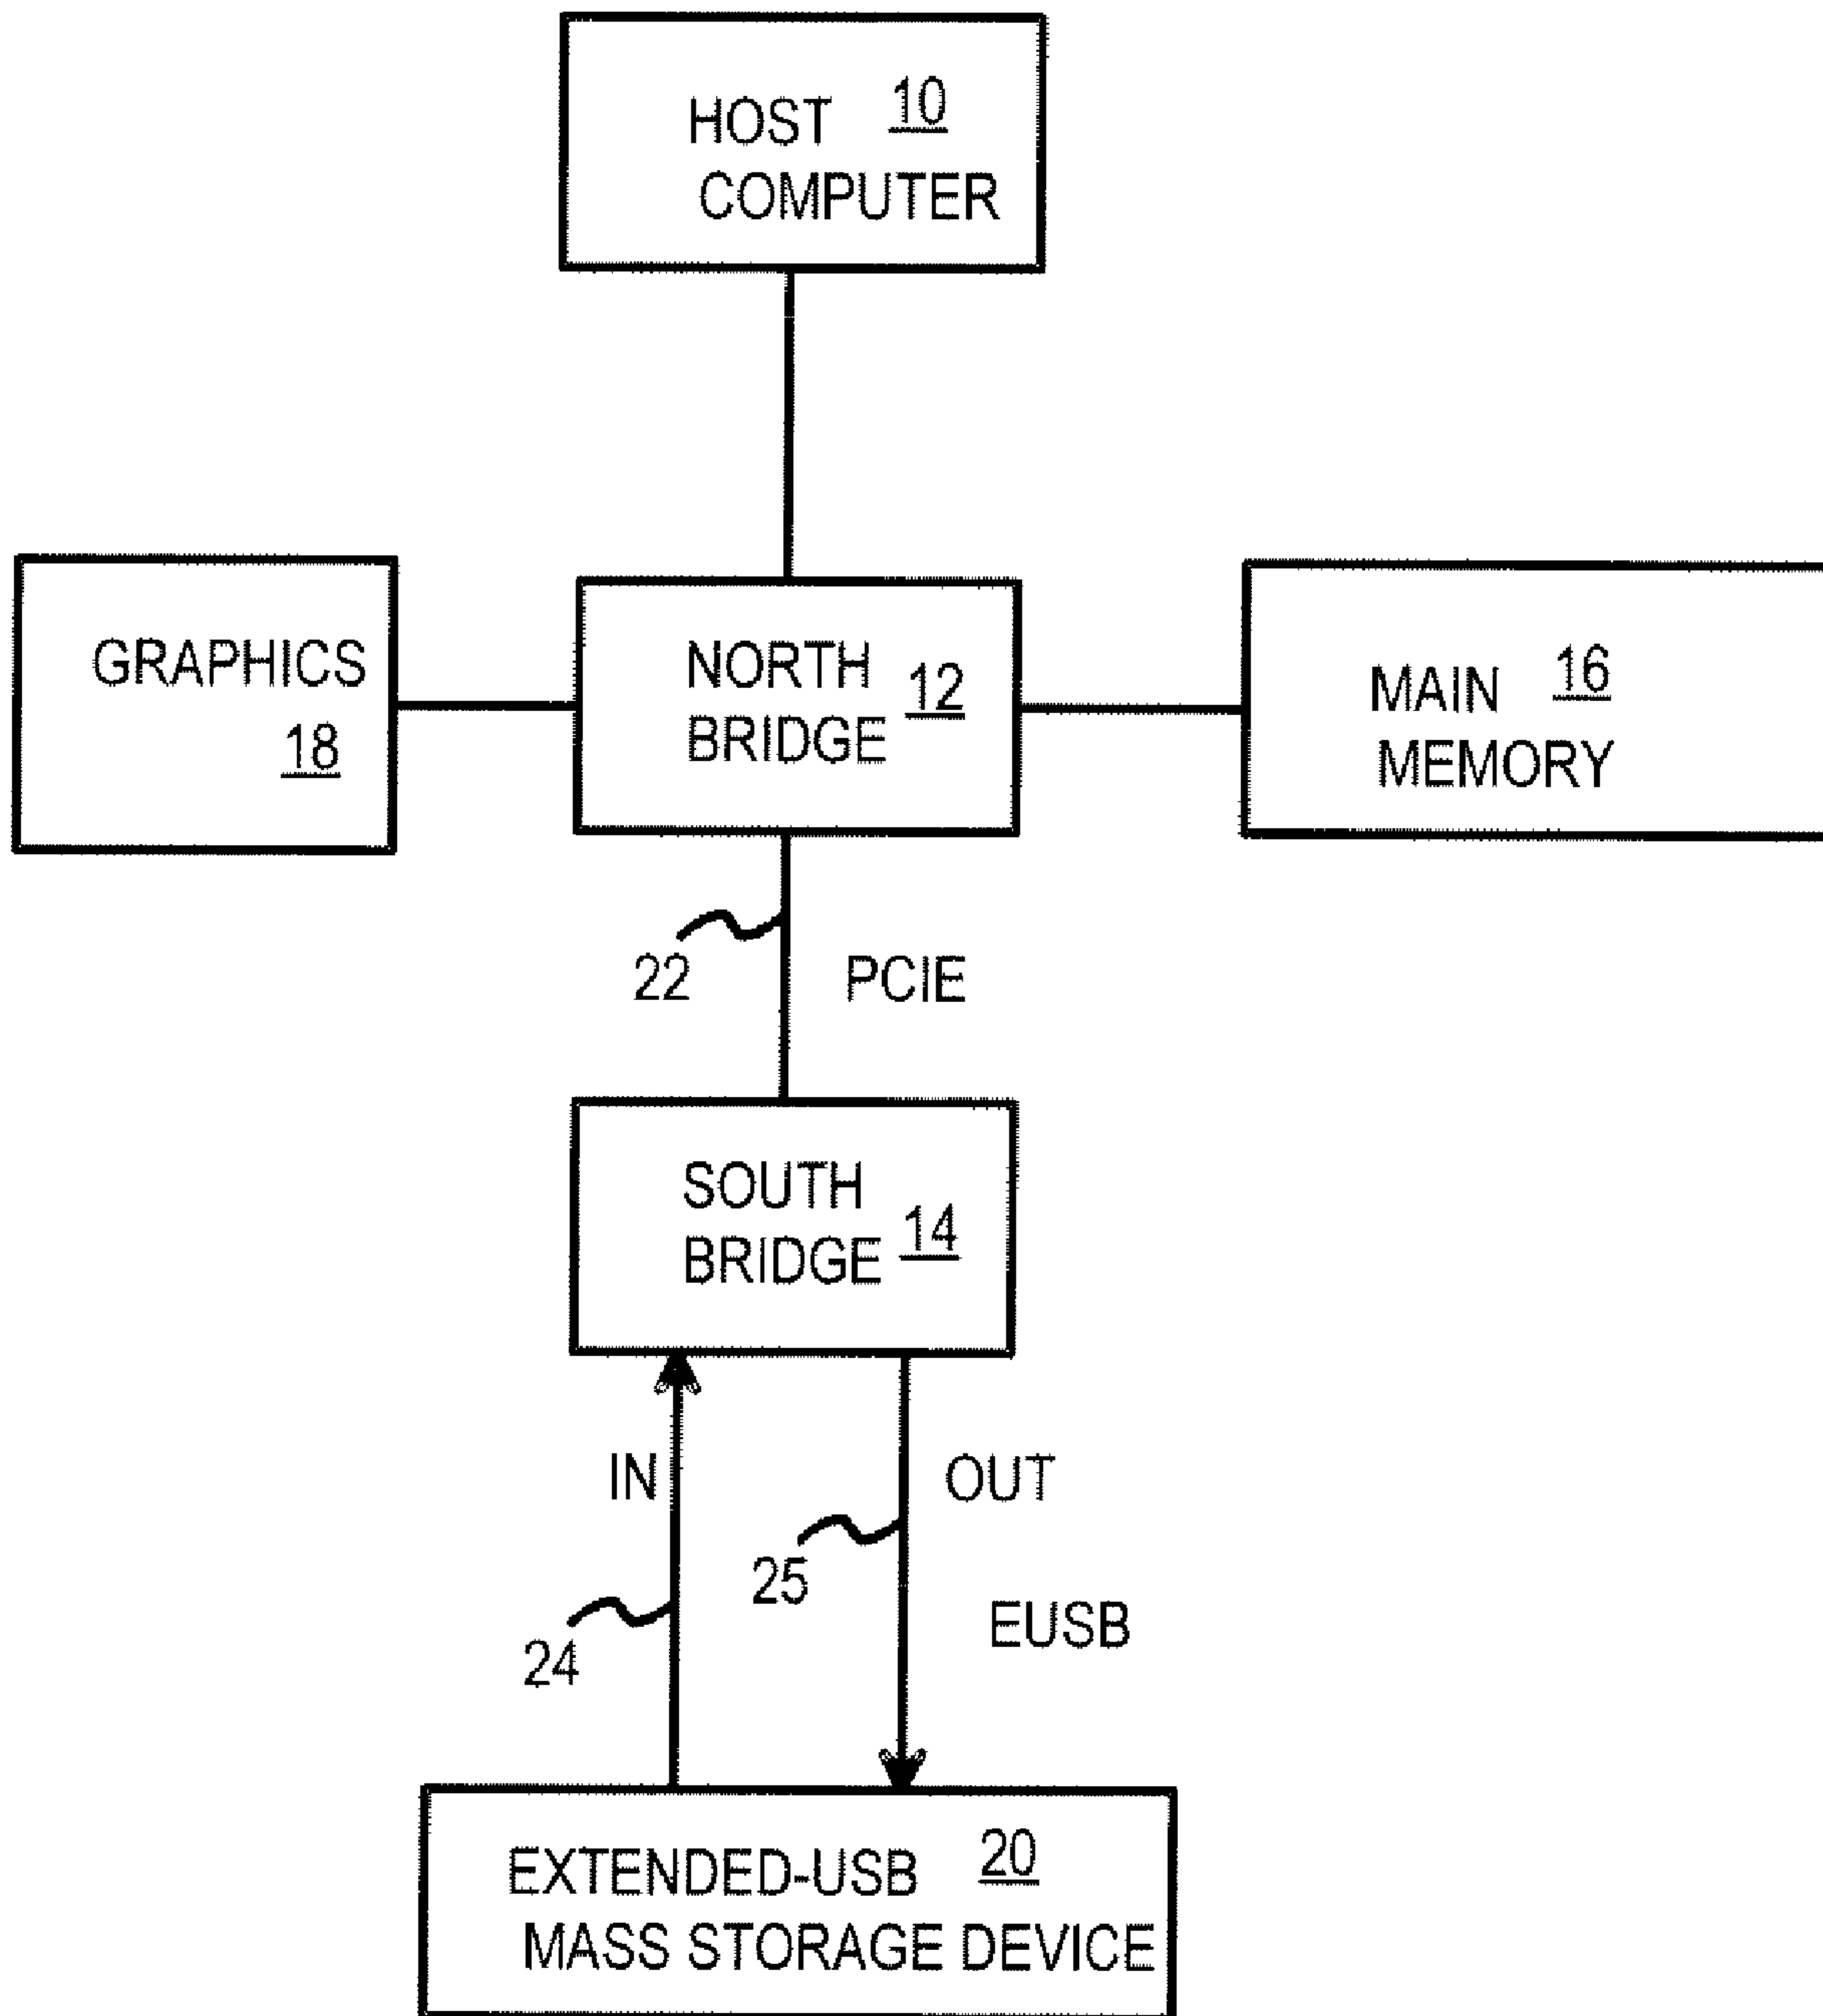 HOST 10
COMPUTER
GRAPHICS
18
NORTH
BRIDGE 12
MAIN 16
MEMORY
22 PCIE
SOUTH
BRIDGE 14
IN
OUT
25
24
EUSB
EXTENDED-USB 20
MASS STORAGE DEVICE